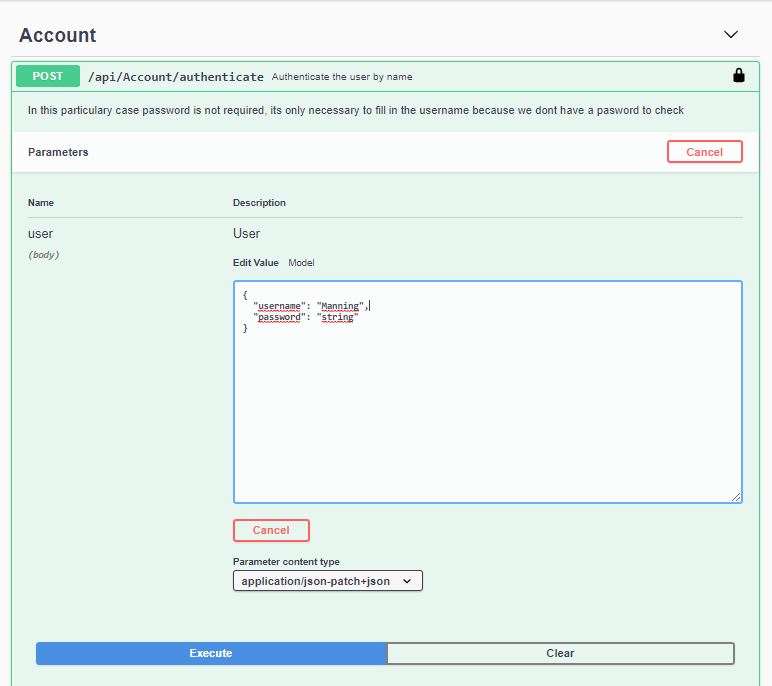 Account
POST /api/Account/authenticate Authenticate the user by name
In this particulary case password is not required, its only necessary to fill in the username because we dont have a pasword to check
Parameters Cancel
Name Description
user User
(body)
Edit Value Model
{
"username": "Manning",
"password": "string"
}
Cancel
Parameter content type
application/json-patch+json
Execute Clear